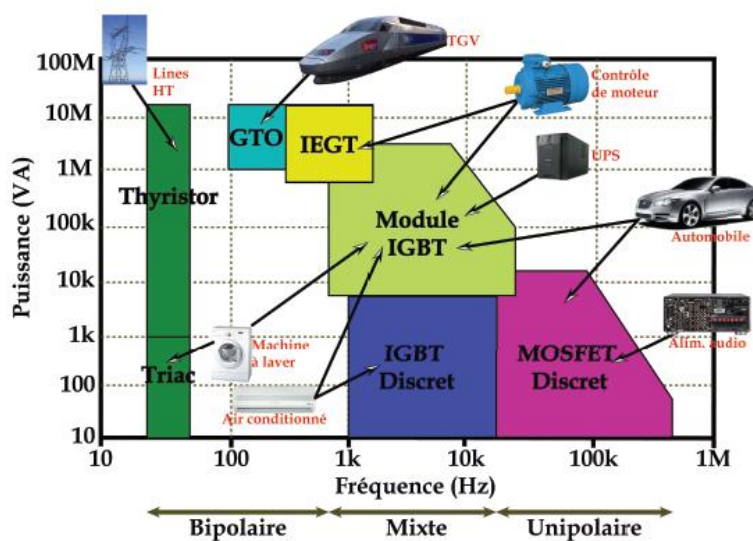 TGV
Lines
HT
Contrôle
de moteur
UPS
Automobile
Alim. audio
Machine
à laver
Air conditionné
GTO
IEGT
Thyristor
Module
IGBT
Triac
IGBT
Discret
MOSFET
Discret
Puissance (VA)
100M
10M
1M
100k
10k
1k
100
10
10
100
1k
10k
100k
1M
Fréquence (Hz)
Bipolaire
Mixte
Unipolaire